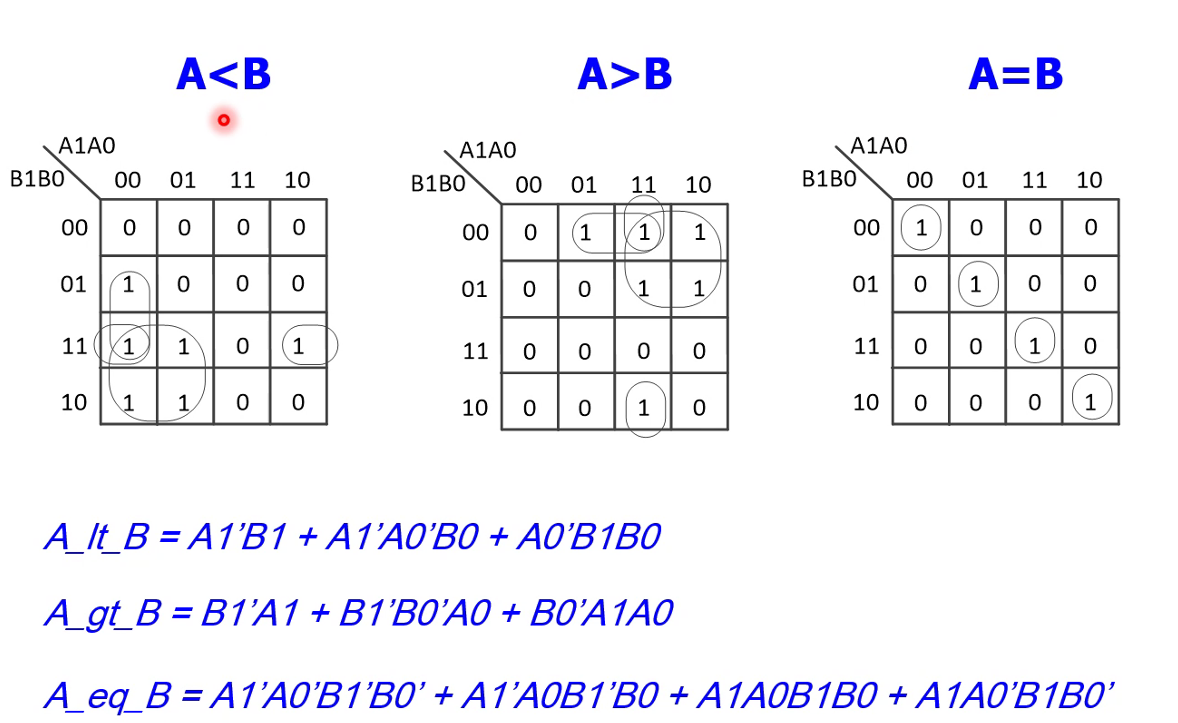 A<B A>B A=B
A1A0 A1A0 A1A0
B1B0 00 01 11 10 B1B0 00 01 11 10 B1B0 00 01 11 10
00 0 0 0 0 00 0 1 1 1 00 1 0 0 0
01 1 0 0 0 01 0 0 1 1 01 0 1 0 0
11 1 1 0 1 11 0 0 0 0 11 0 0 1 0
10 1 1 0 0 10 0 0 1 0 10 0 0 0 1
A_lt_B = A1’B1 + A1’A0’B0 + A0’B1B0
A_gt_B = B1’A1 + B1’B0’A0 + B0’A1A0
A_eq_B = A1’A0’B1’B0’ + A1’A0B1’B0 + A1A0B1B0 + A1A0’B1B0’